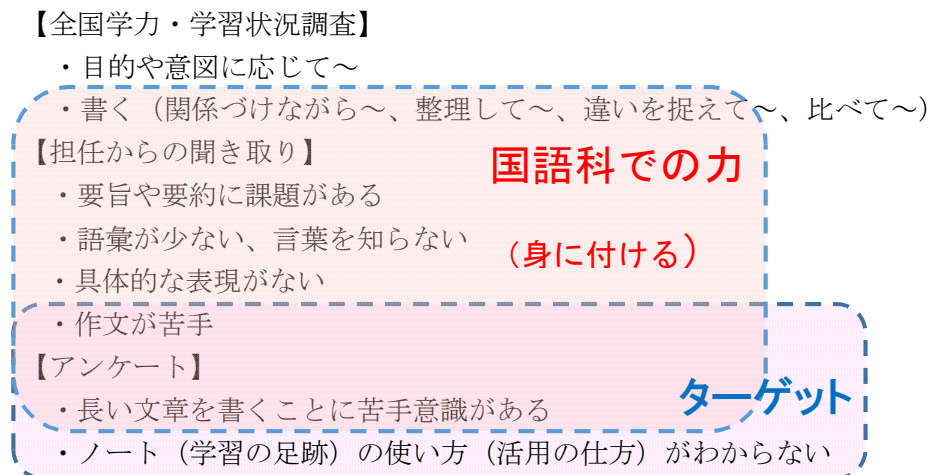 【全国学力・学習状況調査】
・目的や意図に応じて～
・書く（関係づけながら～、整理して～、違いを捉えて～、比べて～）
【担任からの聞き取り】
国語科での力
・要旨や要約に課題がある
・語彙が少ない、言葉を知らない
（身に付ける）
・具体的な表現がない
・作文が苦手
【アンケート】
ターゲット
・長い文章を書くことに苦手意識がある
・ノート（学習の足跡）の使い方（活用の仕方）がわからない